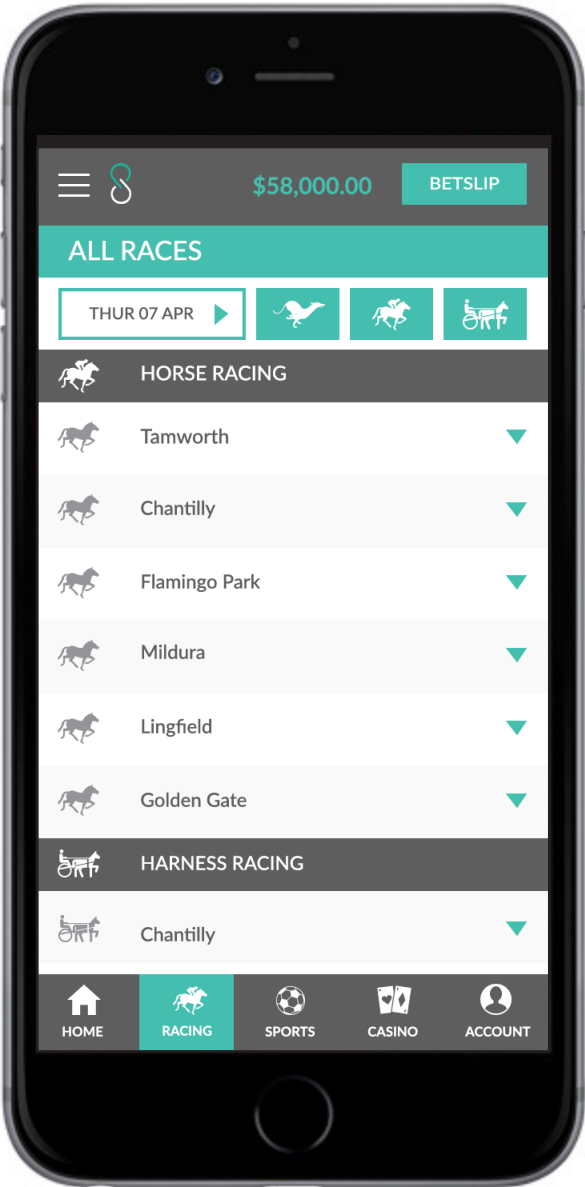 $58,000.00 BETSLIP
ALL RACES
THUR 07 APR
HORSE RACING
Tamworth
Chantilly
Flamingo Park
Mildura
Lingfield
Golden Gate
HARNESS RACING
Chantilly
HOME RACING SPORTS CASINO ACCOUNT